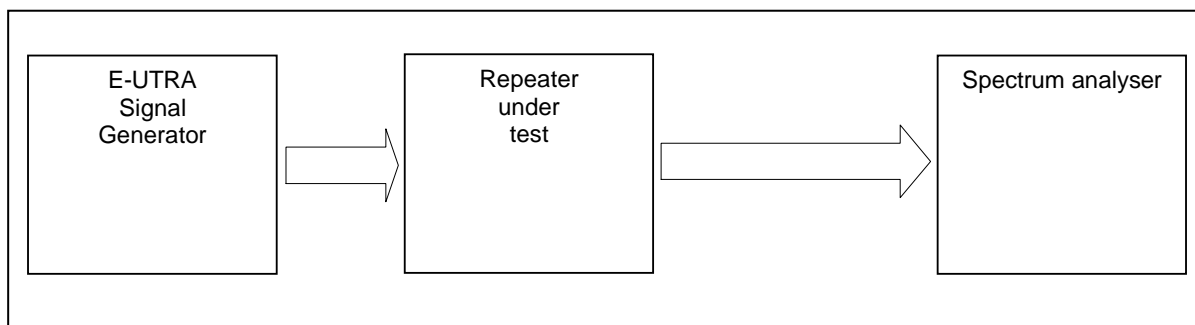 E-UTRA
Signal
Generator
Repeater
under
test
Spectrum analyser